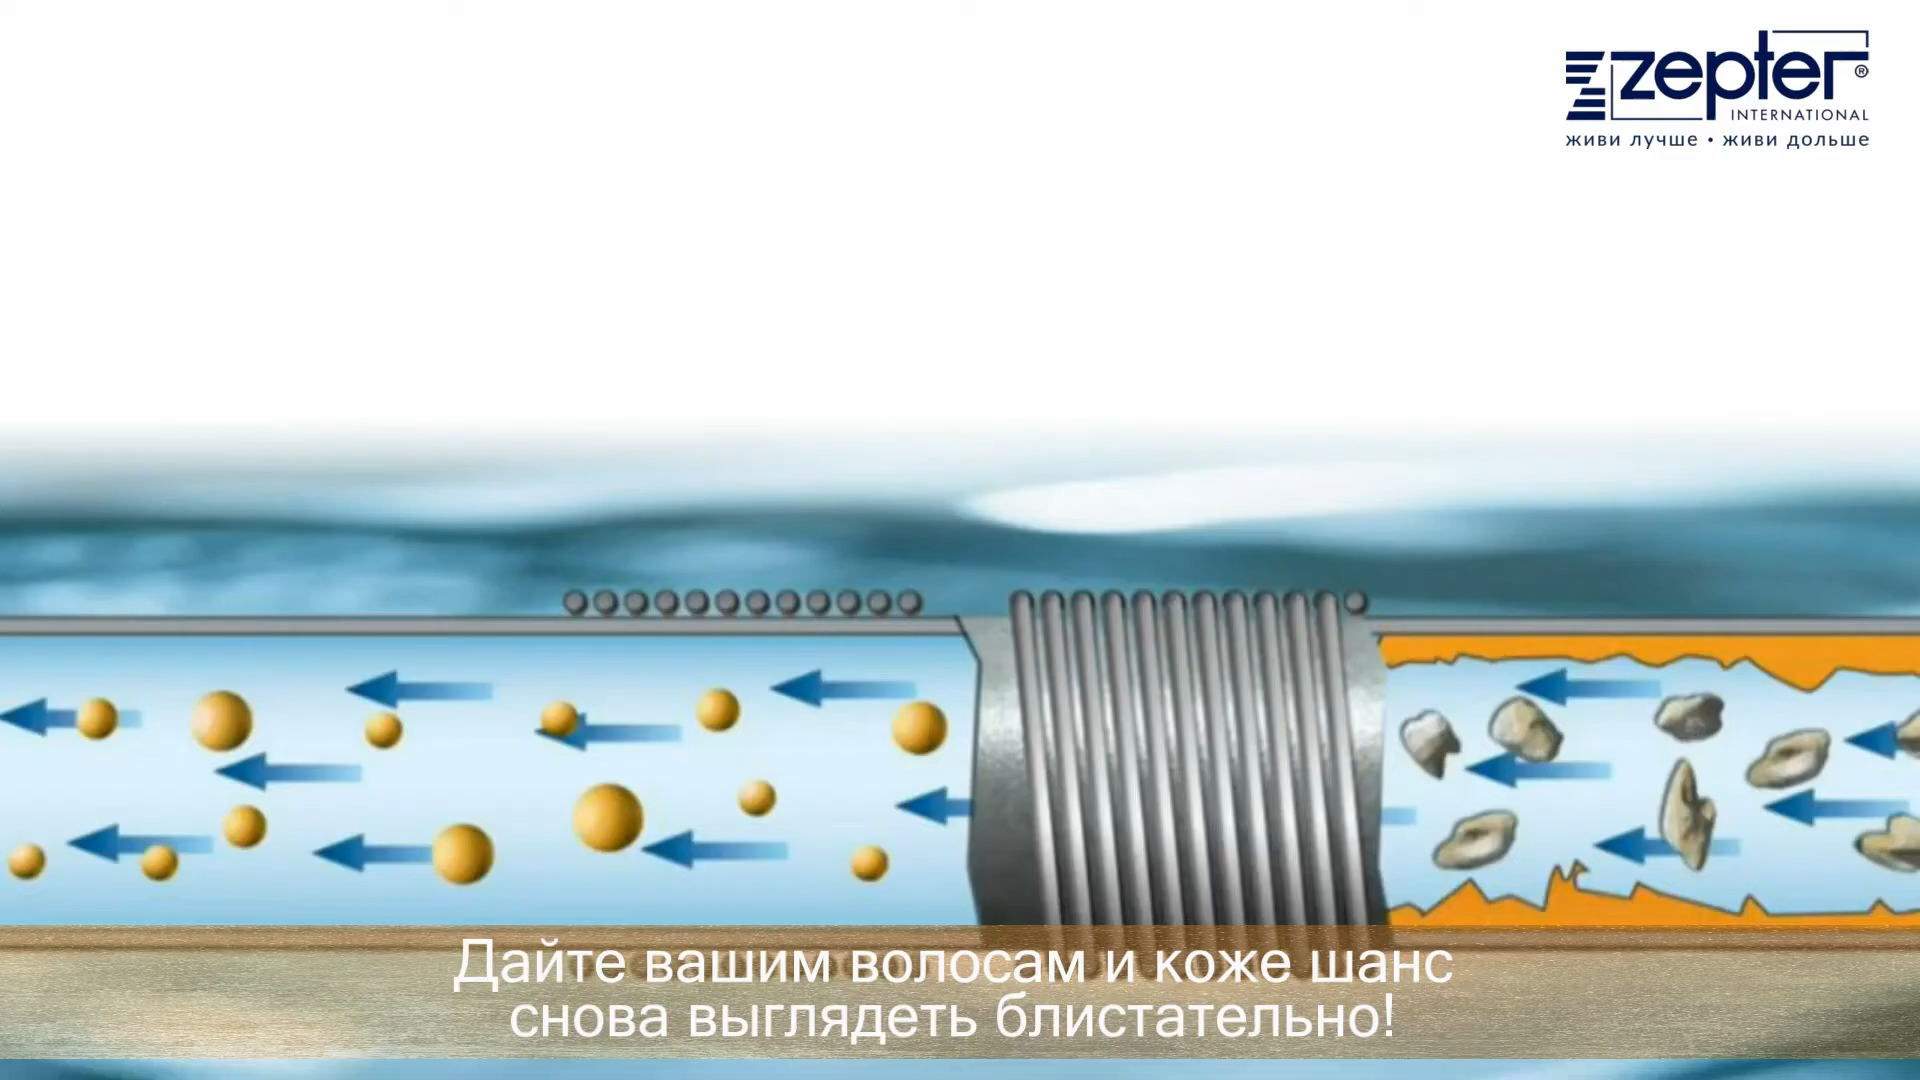 zepter®
INTERNATIONAL
живи лучше • живи дольше
Дайте вашим волосам и коже шанс
снова выглядеть блистательно!